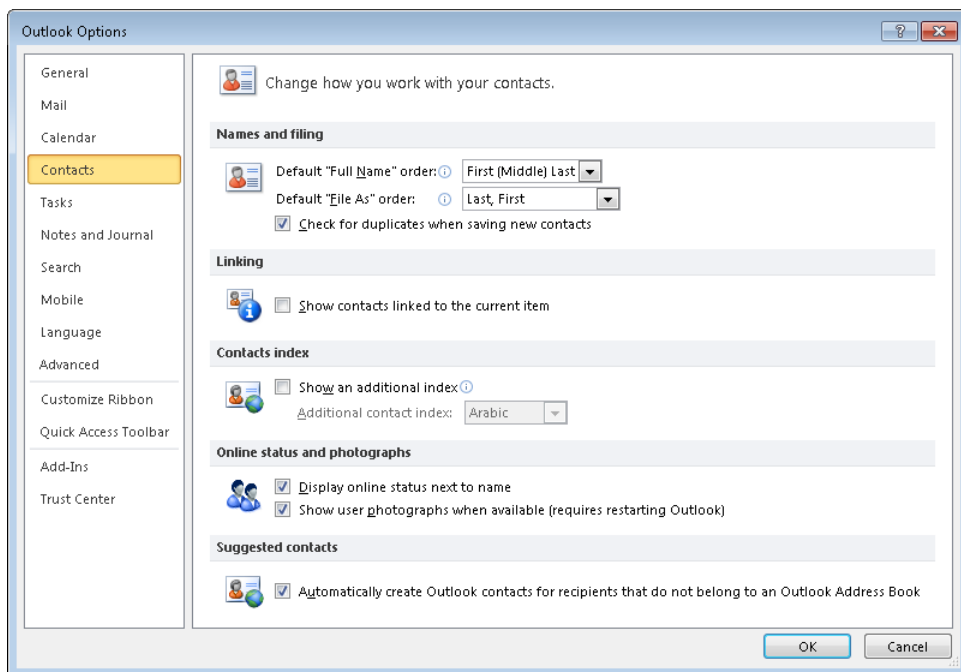 Outlook Options
General
Mail
Calendar
Contacts
Tasks
Notes and Journal
Search
Mobile
Language
Advanced
Customize Ribbon
Quick Access Toolbar
Add-Ins
Trust Center
Change how you work with your contacts.
Names and filing
Default "Full Name" order: First (Middle) Last
Default "File As" order: Last, First
Check for duplicates when saving new contacts
Linking
Show contacts linked to the current item
Contacts index
Show an additional index
Additional contact index: Arabic
Online status and photographs
Display online status next to name
Show user photographs when available (requires restarting Outlook)
Suggested contacts
Automatically create Outlook contacts for recipients that do not belong to an Outlook Address Book
OK Cancel